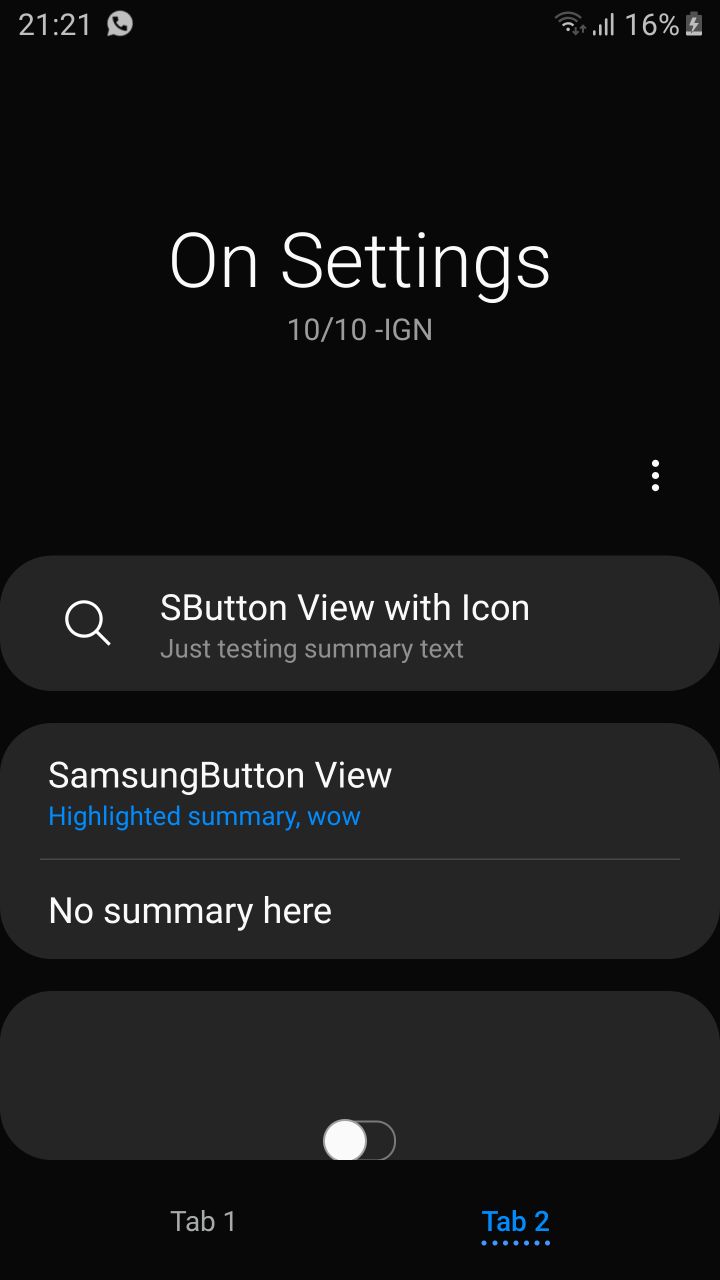 21:21 16%
On Settings
10/10 -IGN
SButton View with Icon
Just testing summary text
SamsungButton View
Highlighted summary, wow
No summary here
Tab 1 Tab 2